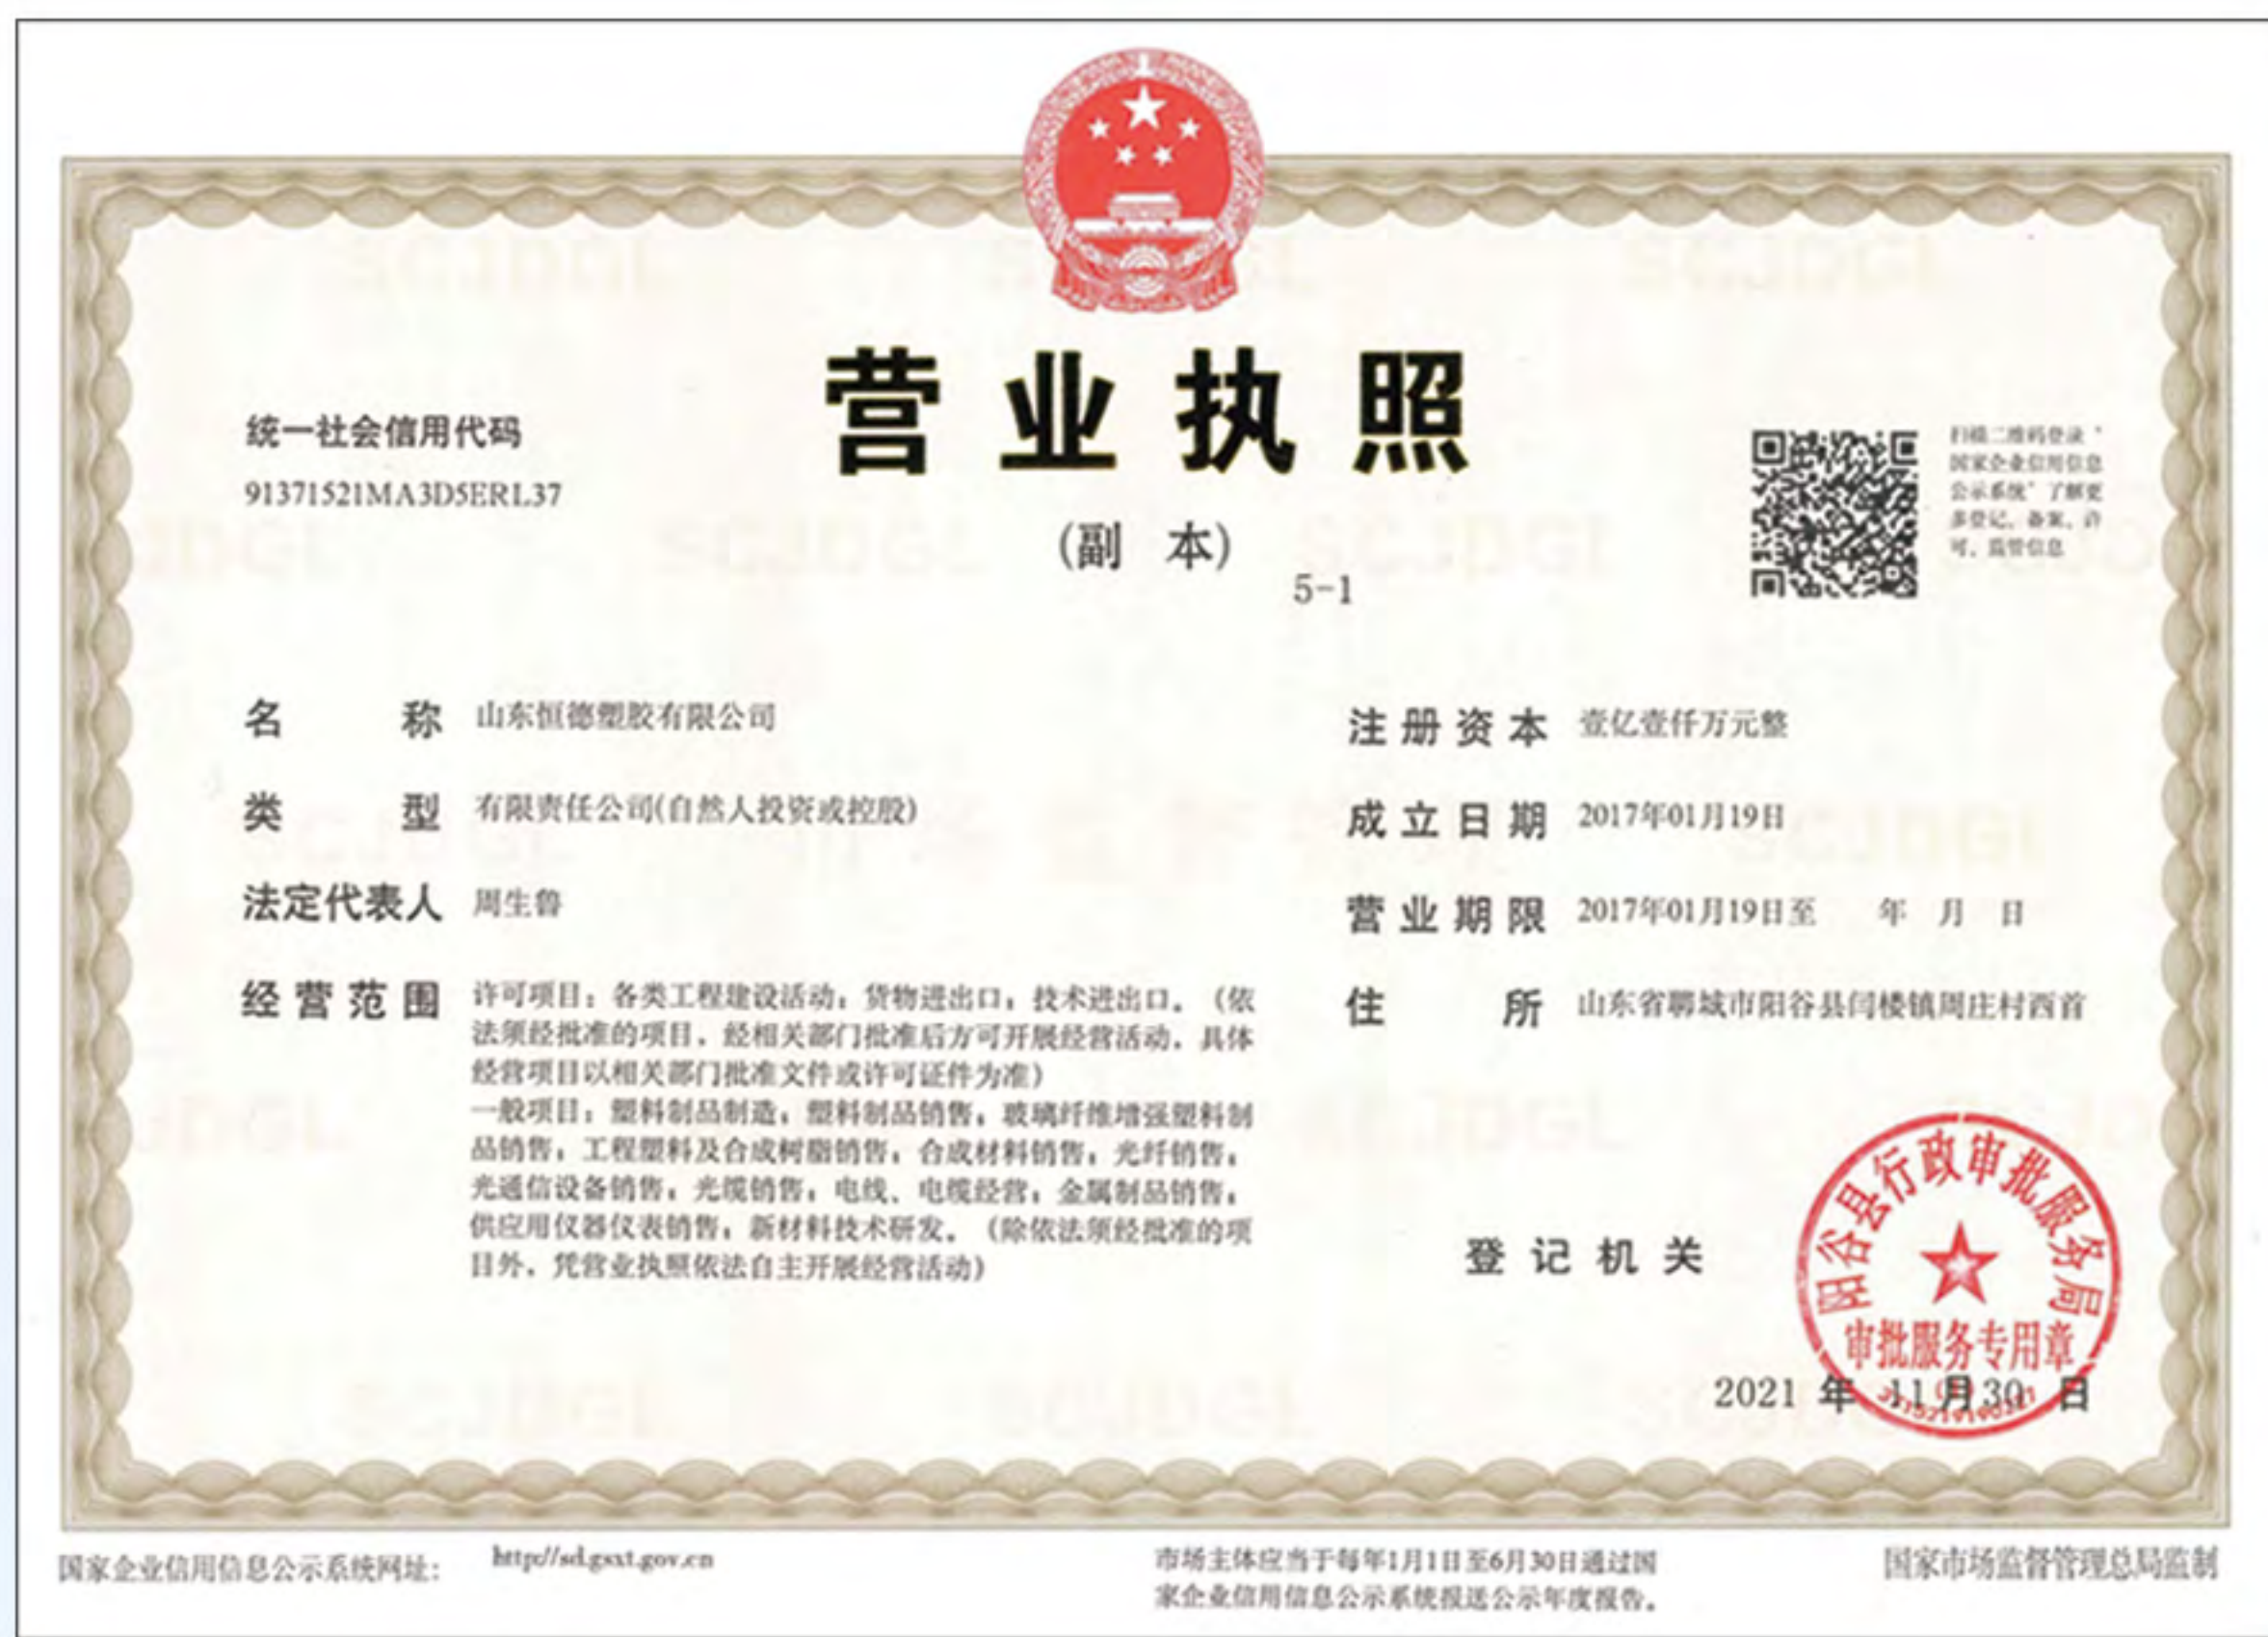 营业执照
(副 本)
5-1
统一社会信用代码
91371521MA3D5ERL37
扫描二维码登录"
国家企业信用信息
公示系统"了解更
多登记、备案、许
可、监管信息
名 称 山东恒德塑胶有限公司
类 型 有限责任公司(自然人投资或控股)
法定代表人 周生鲁
经营范围 许可项目:各类工程建设活动;货物进出口;技术进出口。(依
法须经批准的项目,经相关部门批准后方可开展经营活动,具体
经营项目以相关部门批准文件或许可证件为准)
一般项目:塑料制品制造;塑料制品销售;玻璃纤维增强塑料制
品销售;工程塑料及合成树脂销售;合成材料销售;光纤销售;
光通信设备销售;光缆销售;电线、电缆经营;金属制品销售;
供应用仪器仪表销售;新材料技术研发。(除依法须经批准的项
目外,凭营业执照依法自主开展经营活动)
注册资本 壹亿壹仟万元整
成立日期 2017年01月19日
营业期限 2017年01月19日至 年 月 日
住 所 山东省聊城市阳谷县闫楼镇周庄村西首
登记机关
阳谷县行政审批服务局
审批服务专用章
2021 年 11 月 30 日
国家企业信用信息公示系统网址: http://sd.gsxt.gov.cn
市场主体应当于每年1月1日至6月30日通过国
家企业信用信息公示系统报送公示年度报告。
国家市场监督管理总局监制